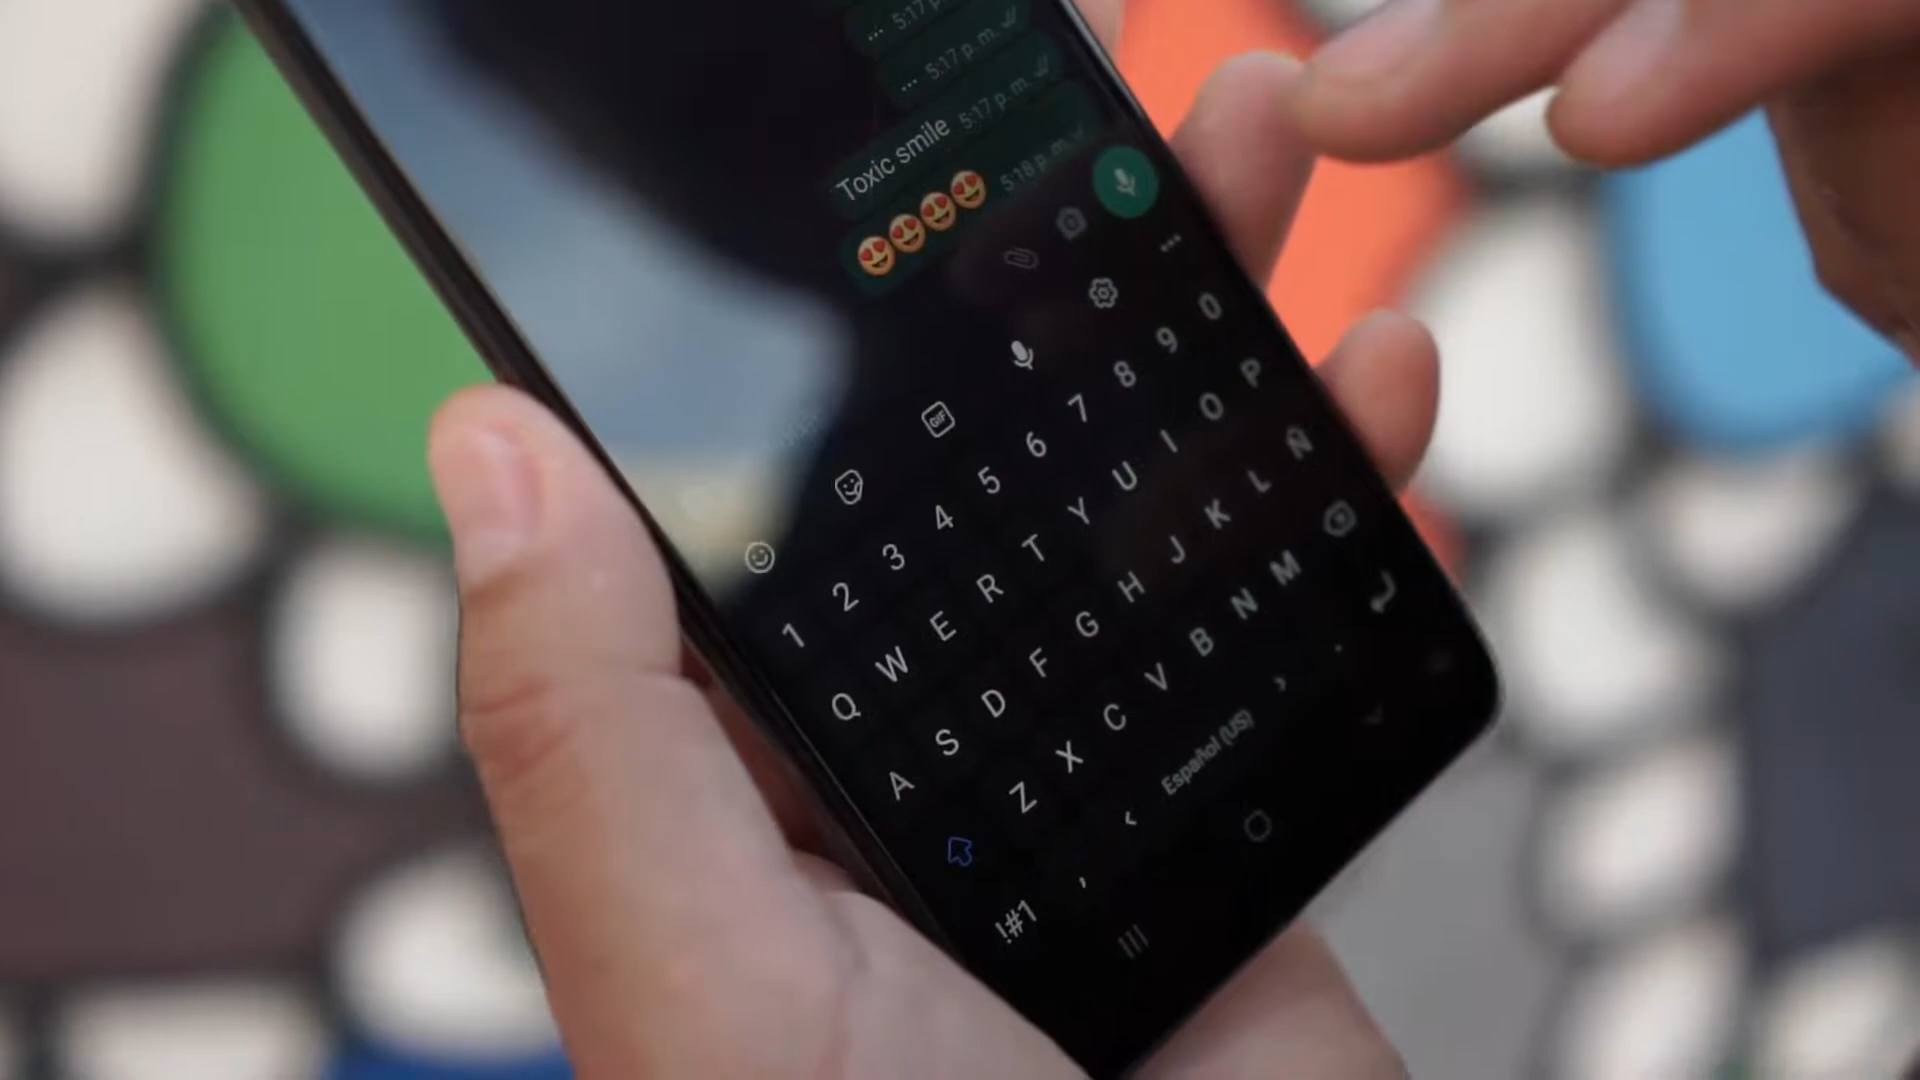 ... 5:17 p.
... 5:17 p. m.
Toxic smile 5:17 p. m.
😍😍😍😍 5:18 p. m.
GIF
1 2 3 4 5 6 7 8 9 0
Q W E R T Y U I O P
A S D F G H J K L Ñ
Z X C V B N M
!#1 , < Español (US) > .